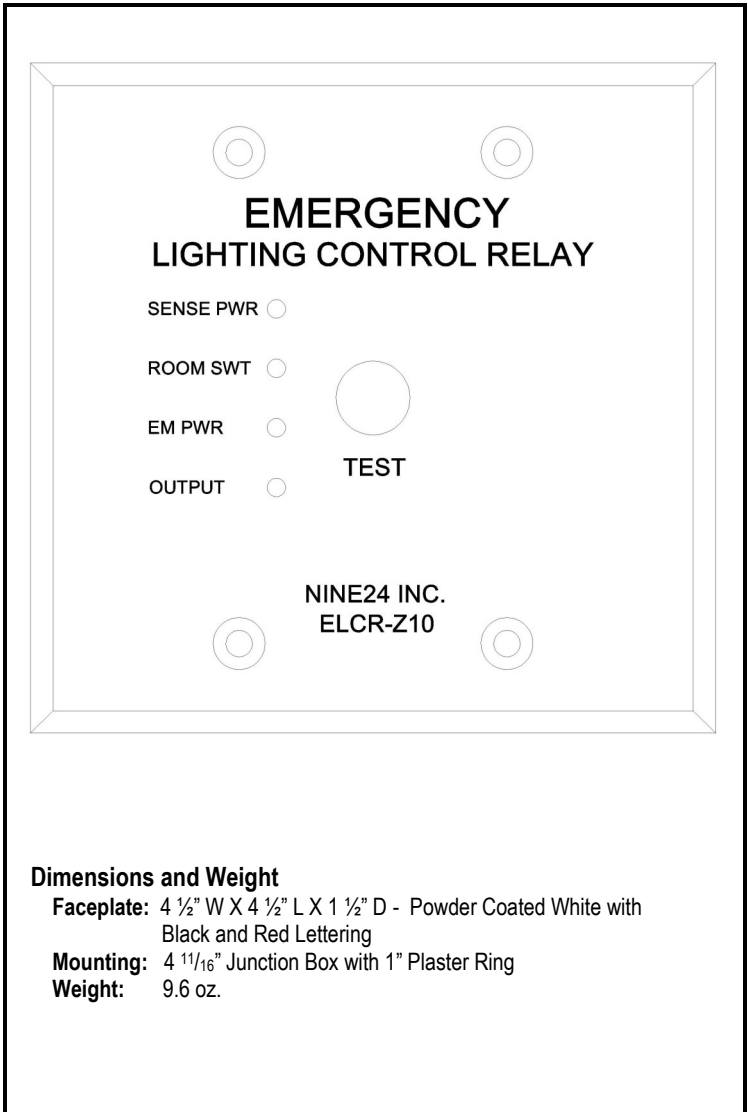 EMERGENCY
LIGHTING CONTROL RELAY
SENSE PWR
ROOM SWT
EM PWR
TEST
OUTPUT
NINE24 INC.
ELCR-Z10
Dimensions and Weight
Faceplate: 4 ½” W X 4 ½” L X 1 ½” D - Powder Coated White with
Black and Red Lettering
Mounting: 4 ¹¹/₁₆” Junction Box with 1” Plaster Ring
Weight: 9.6 oz.